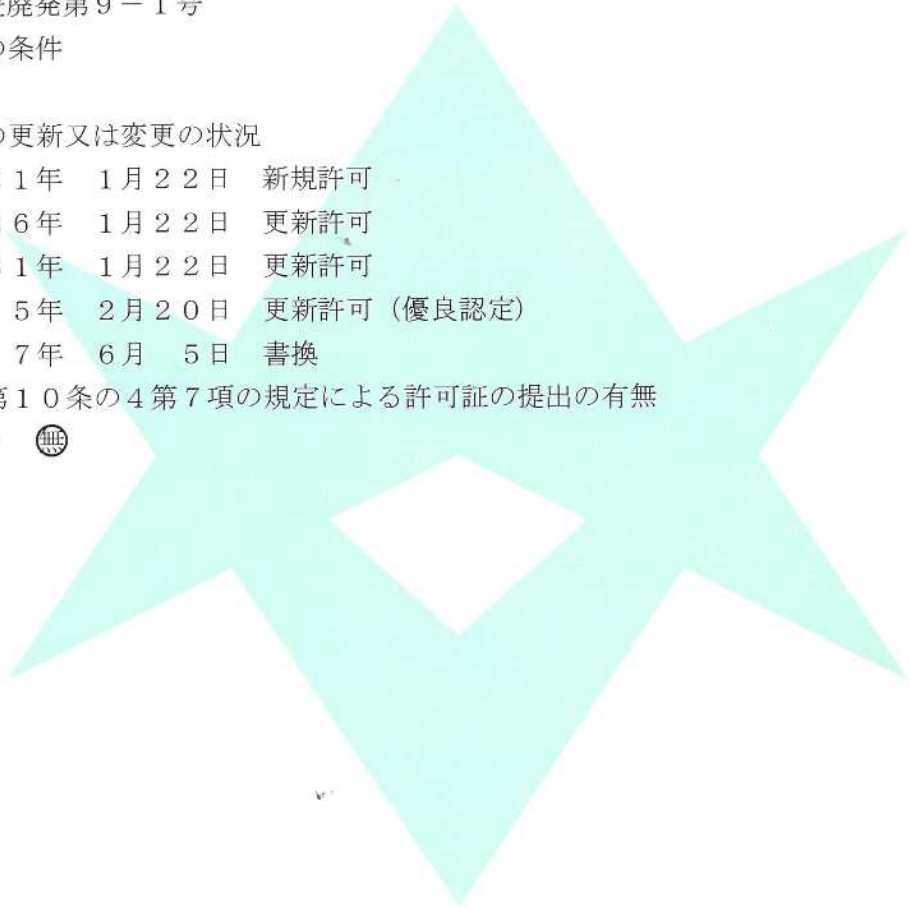 廃発第9－1号
の条件
の更新又は変更の状況
1年　1月22日　新規許可
6年　1月22日　更新許可
1年　1月22日　更新許可
5年　2月20日　更新許可（優良認定）
7年　6月　5日　書換
第10条の4第7項の規定による許可証の提出の有無
㊈